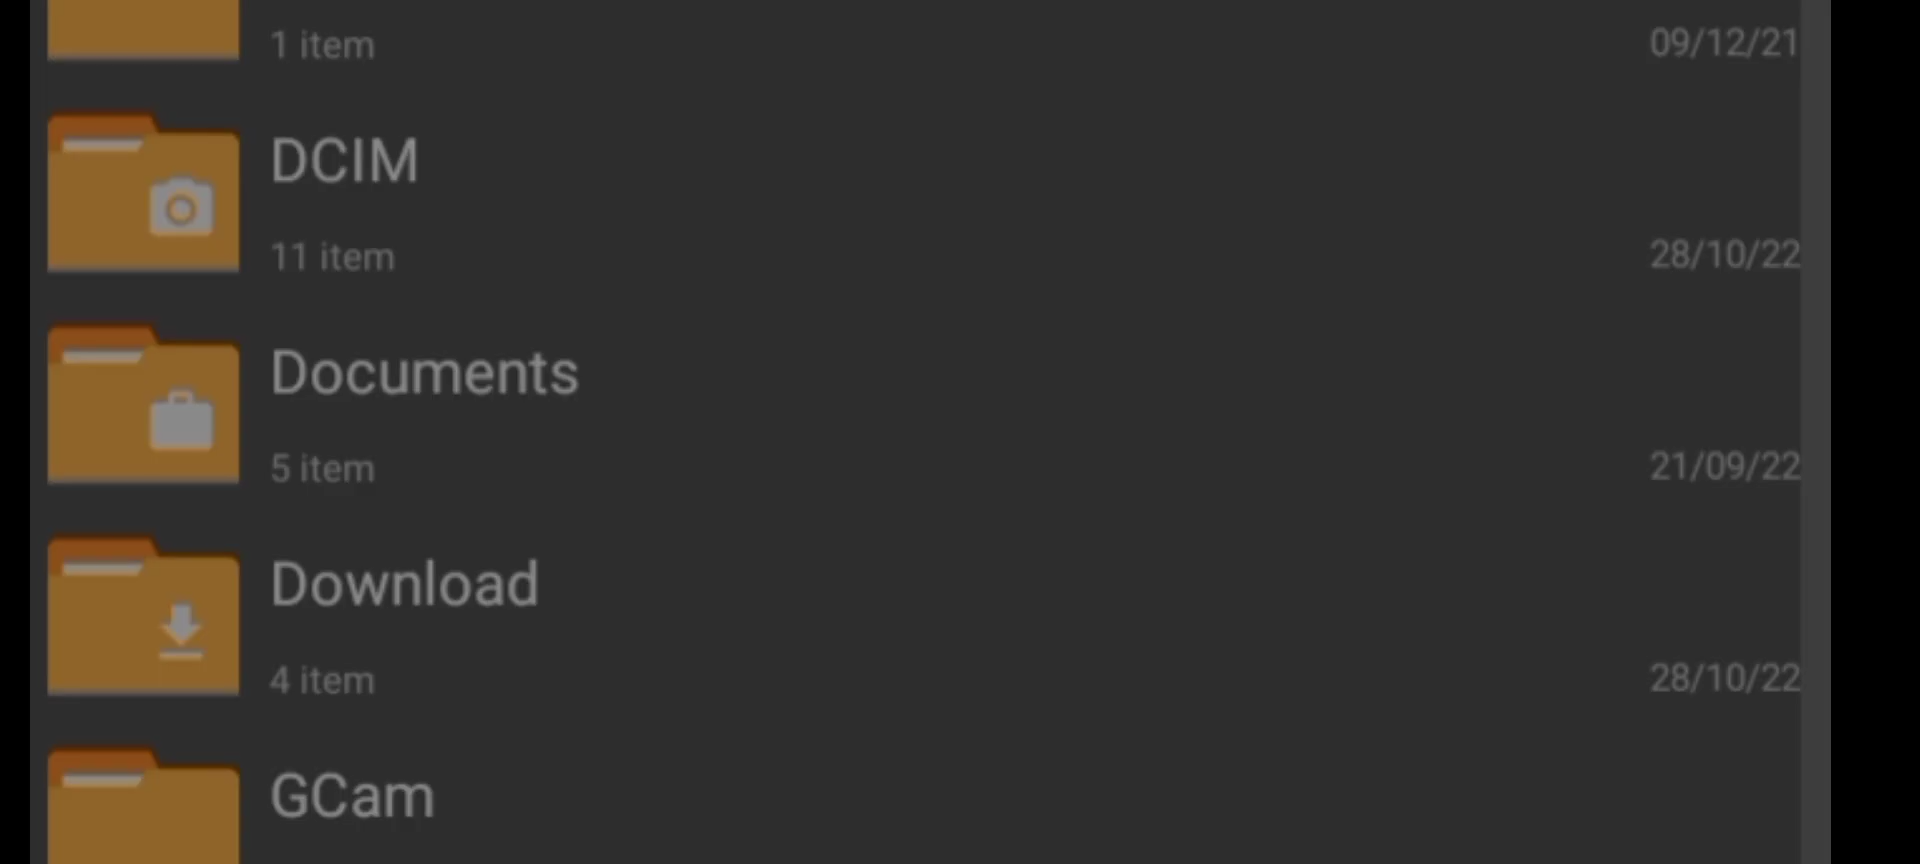 1 item 09/12/21
DCIM
11 item 28/10/22
Documents
5 item 21/09/22
Download
4 item 28/10/22
GCam